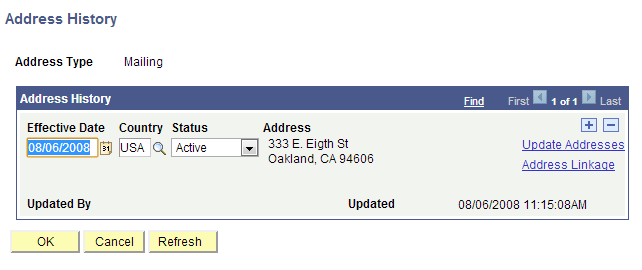 Address History
Address Type Mailing
Address History Find First 1 of 1 Last
Effective Date Country Status Address
08/06/2008 31 USA Active 333 E. Eigth St
Oakland, CA 94606
Update Addresses
Address Linkage
Updated By Updated 08/06/2008 11:15:08AM
OK Cancel Refresh